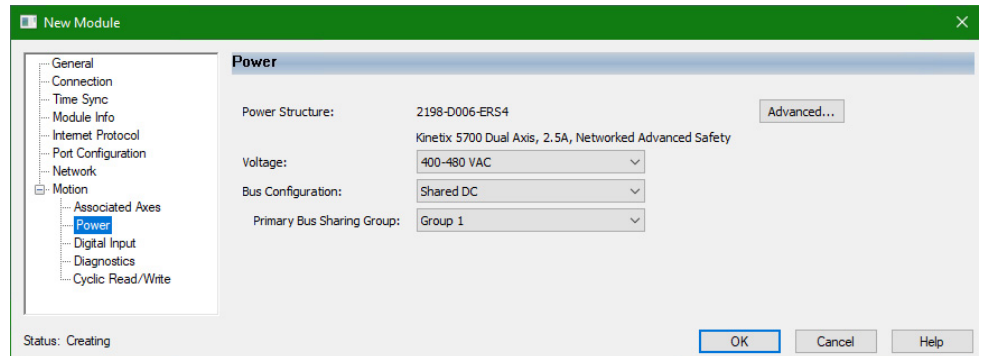 New Module
General
Connection
Time Sync
Module Info
Internet Protocol
Port Configuration
Network
Motion
Associated Axes
Power
Digital Input
Diagnostics
Cyclic Read/Write
Power
Power Structure: 2198-D006-ERS4 Advanced...
Kinetix 5700 Dual Axis, 2.5A, Networked Advanced Safety
Voltage: 400-480 VAC
Bus Configuration: Shared DC
Primary Bus Sharing Group: Group 1
Status: Creating OK Cancel Help